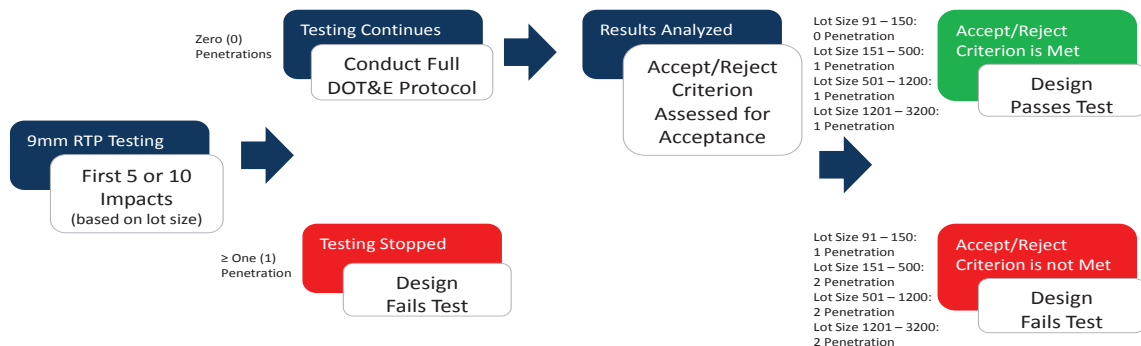 9mm RTP Testing
First 5 or 10
Impacts
(based on lot size)
Zero (0)
Penetrations
Testing Continues
Conduct Full
DOT&E Protocol
≥ One (1)
Penetration
Testing Stopped
Design
Fails Test
Results Analyzed
Accept/Reject
Criterion
Assessed for
Acceptance
Lot Size 91 – 150:
0 Penetration
Lot Size 151 – 500:
1 Penetration
Lot Size 501 – 1200:
1 Penetration
Lot Size 1201 – 3200:
1 Penetration
Accept/Reject
Criterion is Met
Design
Passes Test
Lot Size 91 – 150:
1 Penetration
Lot Size 151 – 500:
2 Penetration
Lot Size 501 – 1200:
2 Penetration
Lot Size 1201 – 3200:
2 Penetration
Accept/Reject
Criterion is not Met
Design
Fails Test